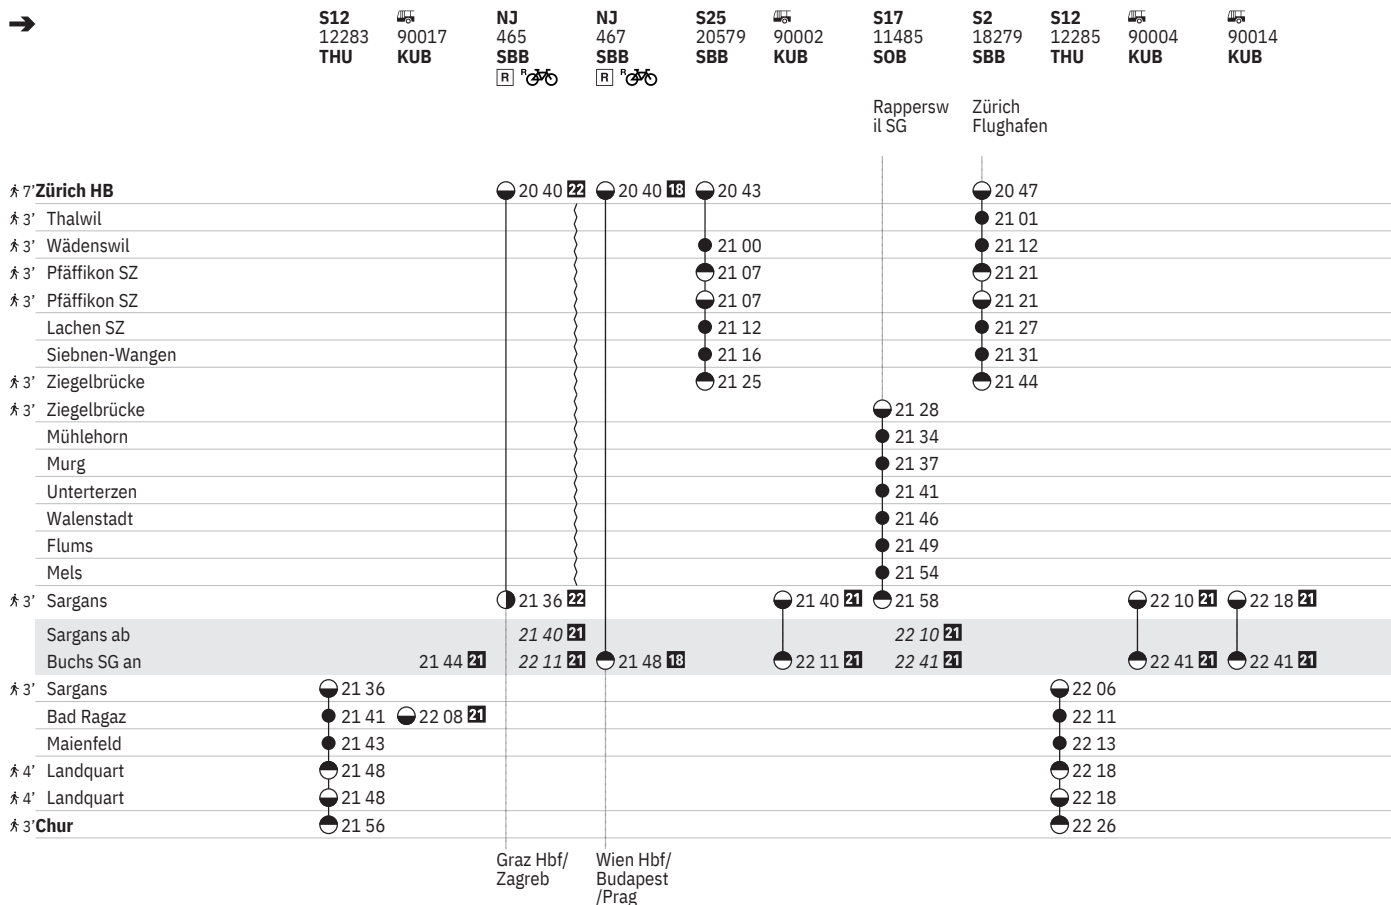 S12 NJ NJ S25 S17 S2 S12
12283 90017 465 467 20579 90002 11485 18279 12285 90004 90014
THU KUB SBB SBB SBB KUB SOB SBB THU KUB KUB
R R R R
Rappersw Zürich
il SG Flughafen
7' Zürich HB 20 40 22 20 40 18 20 43 20 47
3' Thalwil 21 01
3' Wädenswil 21 00 21 12
3' Pfäffikon SZ 21 07 21 21
3' Pfäffikon SZ 21 07 21 21
Lachen SZ 21 12 21 27
Siebnen-Wangen 21 16 21 31
3' Ziegelbrücke 21 25 21 44
3' Ziegelbrücke 21 28
Mühlehorn 21 34
Murg 21 37
Unterterzen 21 41
Walenstadt 21 46
Flums 21 49
Mels 21 54
3' Sargans 21 36 22 21 40 21 21 58 22 10 21 22 18 21
Sargans ab 21 40 21 22 10 21
Buchs SG an 21 44 21 22 11 21 21 48 18 22 11 21 22 41 21 22 41 21 22 41 21
3' Sargans 21 36 22 06
Bad Ragaz 21 41 22 08 21 22 11
Maienfeld 21 43 22 13
4' Landquart 21 48 22 18
4' Landquart 21 48 22 18
3' Chur 21 56 22 26
Graz Hbf/ Wien Hbf/
Zagreb Budapest
/Prag